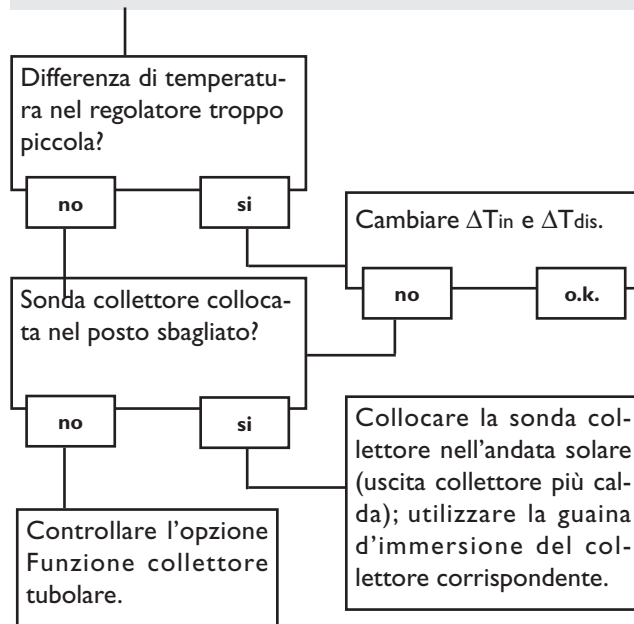 Differenza di temperatu-
ra nel regolatore troppo
piccola?
no
si
Cambiare ΔTin e ΔTdis.
no
o.k.
Sonda collettore colloca-
ta nel posto sbagliato?
no
si
Collocare la sonda col-
lettore nell’andata solare
(uscita collettore più cal-
da); utilizzare la guaina
d’immersione del col-
lettore corrispondente.
Controllare l’opzione
Funzione collettore
tubolare.